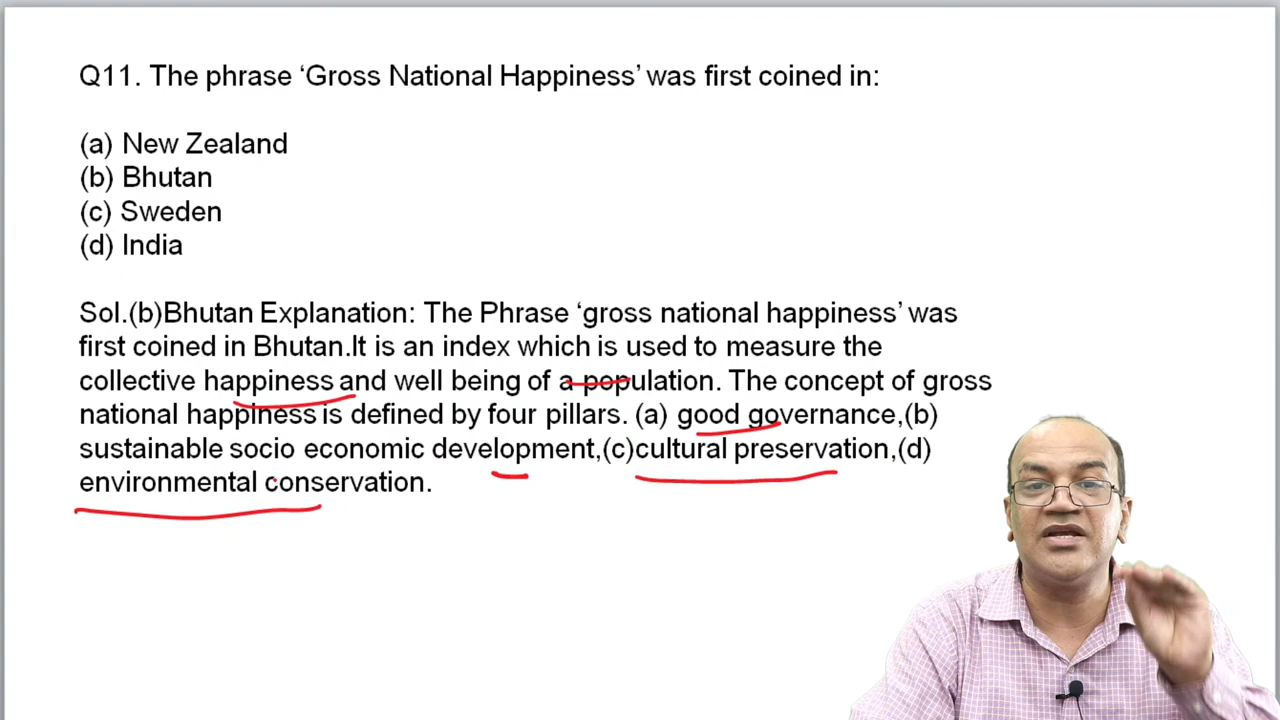 Q11. The phrase ‘Gross National Happiness’ was first coined in:
(a) New Zealand
(b) Bhutan
(c) Sweden
(d) India
Sol.(b)Bhutan Explanation: The Phrase ‘gross national happiness’ was
first coined in Bhutan.It is an index which is used to measure the
collective happiness and well being of a population. The concept of gross
national happiness is defined by four pillars. (a) good governance,(b)
sustainable socio economic development,(c)cultural preservation,(d)
environmental conservation.